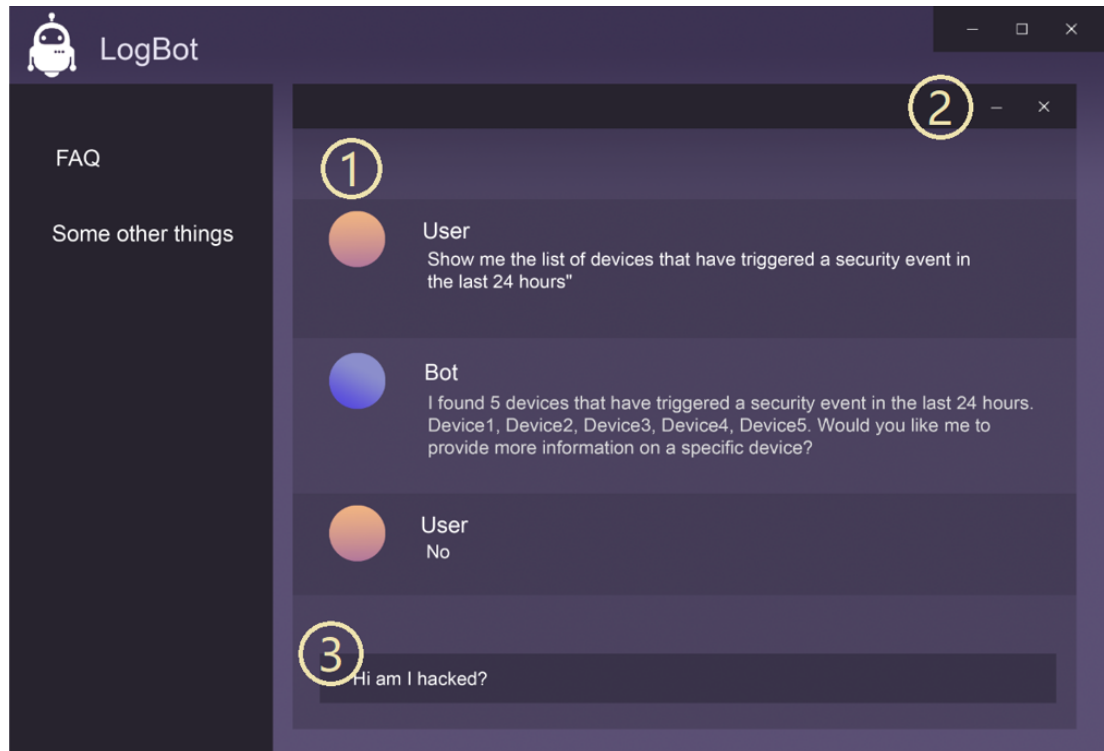 LogBot
2
FAQ
1
Some other things
User
Show me the list of devices that have triggered a security event in
the last 24 hours"
Bot
I found 5 devices that have triggered a security event in the last 24 hours.
Device1, Device2, Device3, Device4, Device5. Would you like me to
provide more information on a specific device?
User
No
3
Hi am I hacked?